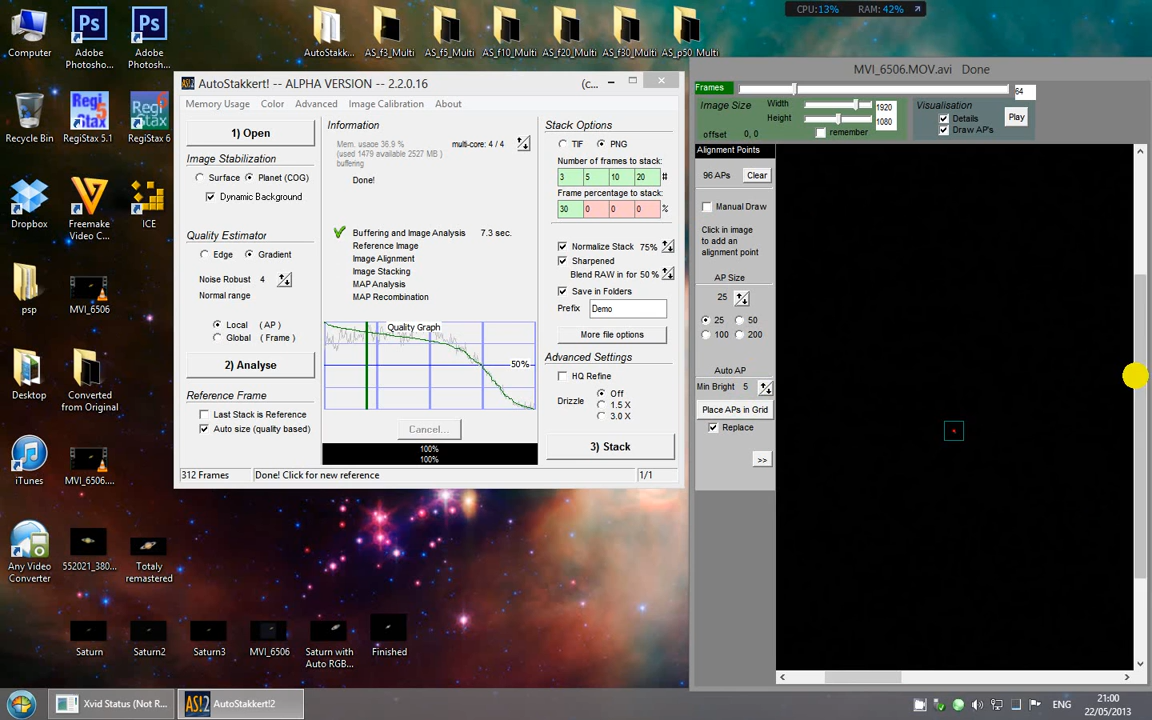 CPU:13% RAM: 42%
Computer
Adobe
Photosho...
Adobe
Photosh...
AutoStakk...
AS_f3_Multi
AS_f5_Multi
AS_f10_Multi
AS_f20_Multi
AS_f30_Multi
AS_p50_Multi
Recycle Bin
RegiStax 5.1
RegiStax 6
Dropbox
Freemake
Video C...
ICE
psp
MVI_6506
Desktop
Converted
from Original
iTunes
MVI_6506....
Any Video
Converter
552021_380...
Totaly
remastered
Saturn
Saturn2
Saturn3
MVI_6506
Saturn with
Auto RGB...
Finished
AS!2 AutoStakkert! -- ALPHA VERSION -- 2.2.0.16 (c...
Memory Usage Color Advanced Image Calibration About
1) Open
Image Stabilization
Surface Planet (COG)
Dynamic Background
Quality Estimator
Edge Gradient
Noise Robust 4
Normal range
Local (AP)
Global (Frame)
2) Analyse
Reference Frame
Last Stack is Reference
Auto size (quality based)
Information
Mem. usage 36.9 %
(used 1479 available 2527 MB )
buffering
multi-core: 4 / 4
Done!
Buffering and Image Analysis 7.3 sec.
Reference Image
Image Alignment
Image Stacking
MAP Analysis
MAP Recombination
Quality Graph
50%
Cancel...
100%
100%
Stack Options
TIF PNG
Number of frames to stack:
3 5 10 20 #
Frame percentage to stack:
30 0 0 0 %
Normalize Stack 75%
Sharpened
Blend RAW in for 50 %
Save in Folders
Prefix Demo
More file options
Advanced Settings
HQ Refine
Drizzle Off
1.5 X
3.0 X
3) Stack
312 Frames Done! Click for new reference 1/1
MVI_6506.MOV.avi Done
Frames 64
Image Size Width 1920
Height 1080
offset 0, 0 remember
Visualisation
Details
Draw AP's
Play
Alignment Points
96 APs Clear
Manual Draw
Click in image
to add an
alignment point
AP Size
25
25 50
100 200
Auto AP
Min Bright 5
Place APs in Grid
Replace
>>
Xvid Status (Not R...
AS!2 AutoStakkert!2
ENG
21:00
22/05/2013